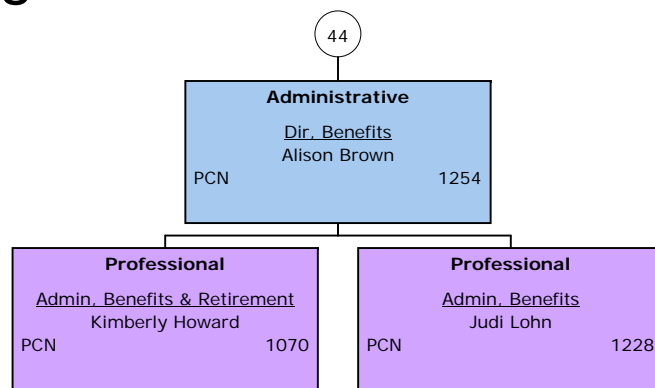 g
44
Administrative
Dir, Benefits
Alison Brown
PCN 1254
Professional
Admin, Benefits & Retirement
Kimberly Howard
PCN 1070
Professional
Admin, Benefits
Judi Lohn
PCN 1228